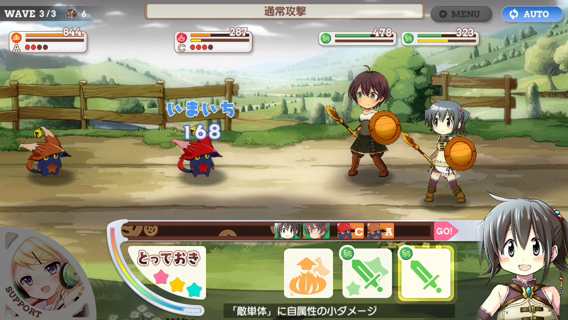 WAVE 3/3 6
通常攻撃
MENU
AUTO
844
287
478
323
A
C
いまいち
168
C A GO!
とっておき
SUPPORT
「敵単体」に自属性の小ダメージ